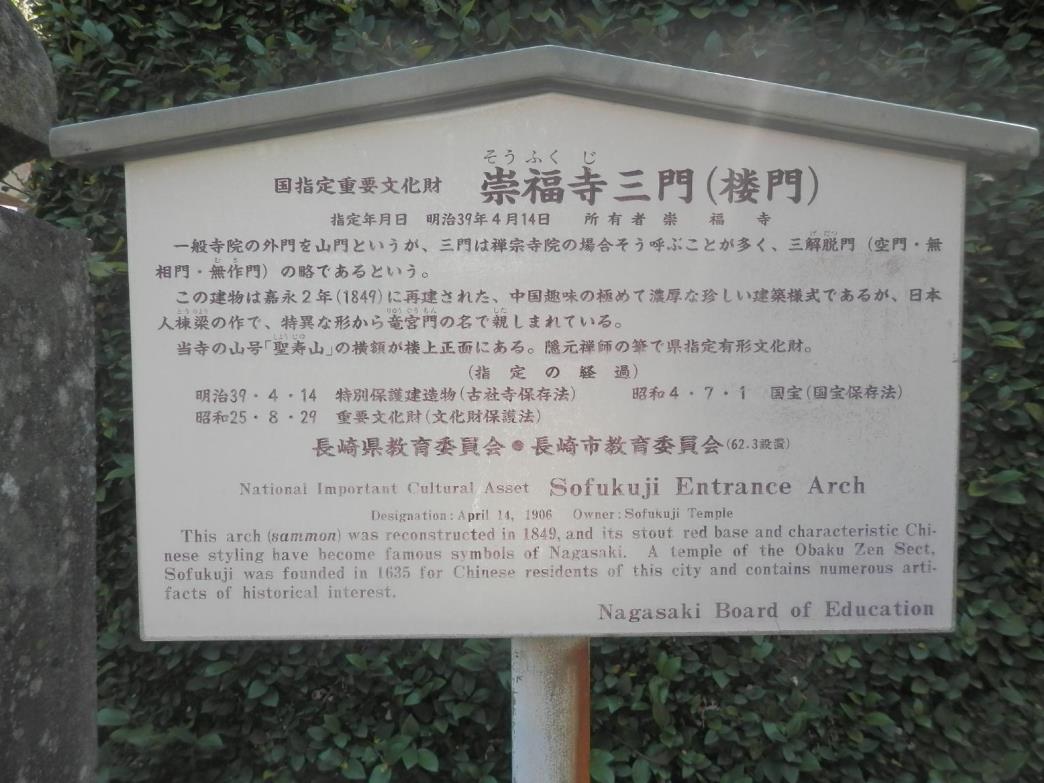 そうふくじ
国指定重要文化財 崇福寺三門(楼門)
指定年月日 明治39年4月14日 所有者 崇福寺
一般寺院の外門を山門というが、三門は禅宗寺院の場合そう呼ぶことが多く、三解脱門(空門・無
相門・無作門)の略であるという。
この建物は嘉永2年(1849)に再建された、中国趣味の極めて濃厚な珍しい建築様式であるが、日本
人棟梁の作で、特異な形から竜宮門の名で親しまれている。
当寺の山号「聖寿山」の横額が楼上正面にある。隠元禅師の筆で県指定有形文化財。
(指定の経過)
明治39・4・14 特別保護建造物(古社寺保存法) 昭和4・7・1 国宝(国宝保存法)
昭和25・8・29 重要文化財(文化財保護法)
長崎県教育委員会●長崎市教育委員会(62.3設置)
National Important Cultural Asset Sofukuji Entrance Arch
Designation: April 14, 1906 Owner: Sofukuji Temple
This arch (sammon) was reconstructed in 1849, and its stout red base and characteristic Chi-
nese styling have become famous symbols of Nagasaki. A temple of the Obaku Zen Sect,
Sofukuji was founded in 1635 for Chinese residents of this city and contains numerous arti-
facts of historical interest.
Nagasaki Board of Education